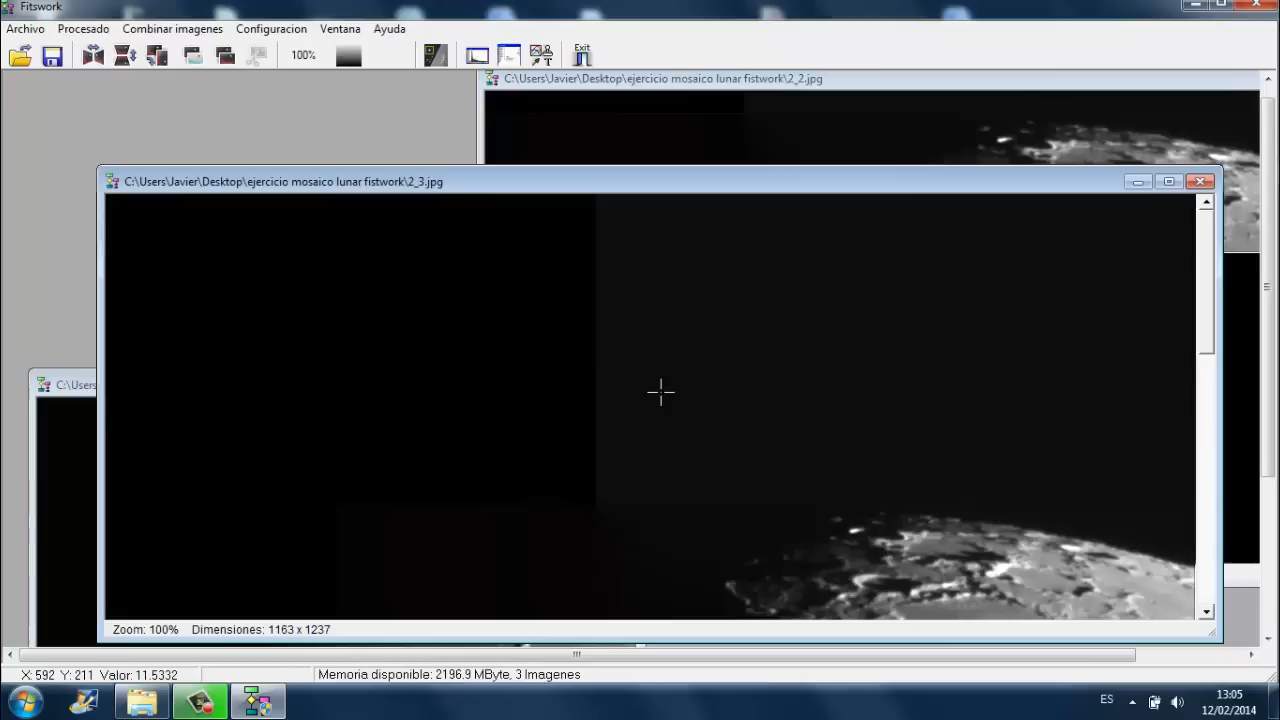 Fitswork
Archivo Procesado Combinar imagenes Configuracion Ventana Ayuda
100% Exit
C:\Users\Javier\Desktop\ejercicio mosaico lunar fistwork\2_2.jpg
C:\Users\Javier\Desktop\ejercicio mosaico lunar fistwork\2_3.jpg
C:\Users
Zoom: 100% Dimensiones: 1163 x 1237
X: 592 Y: 211 Valor: 11.5332 Memoria disponible: 2196.9 MByte, 3 Imagenes
ES 13:05
12/02/2014